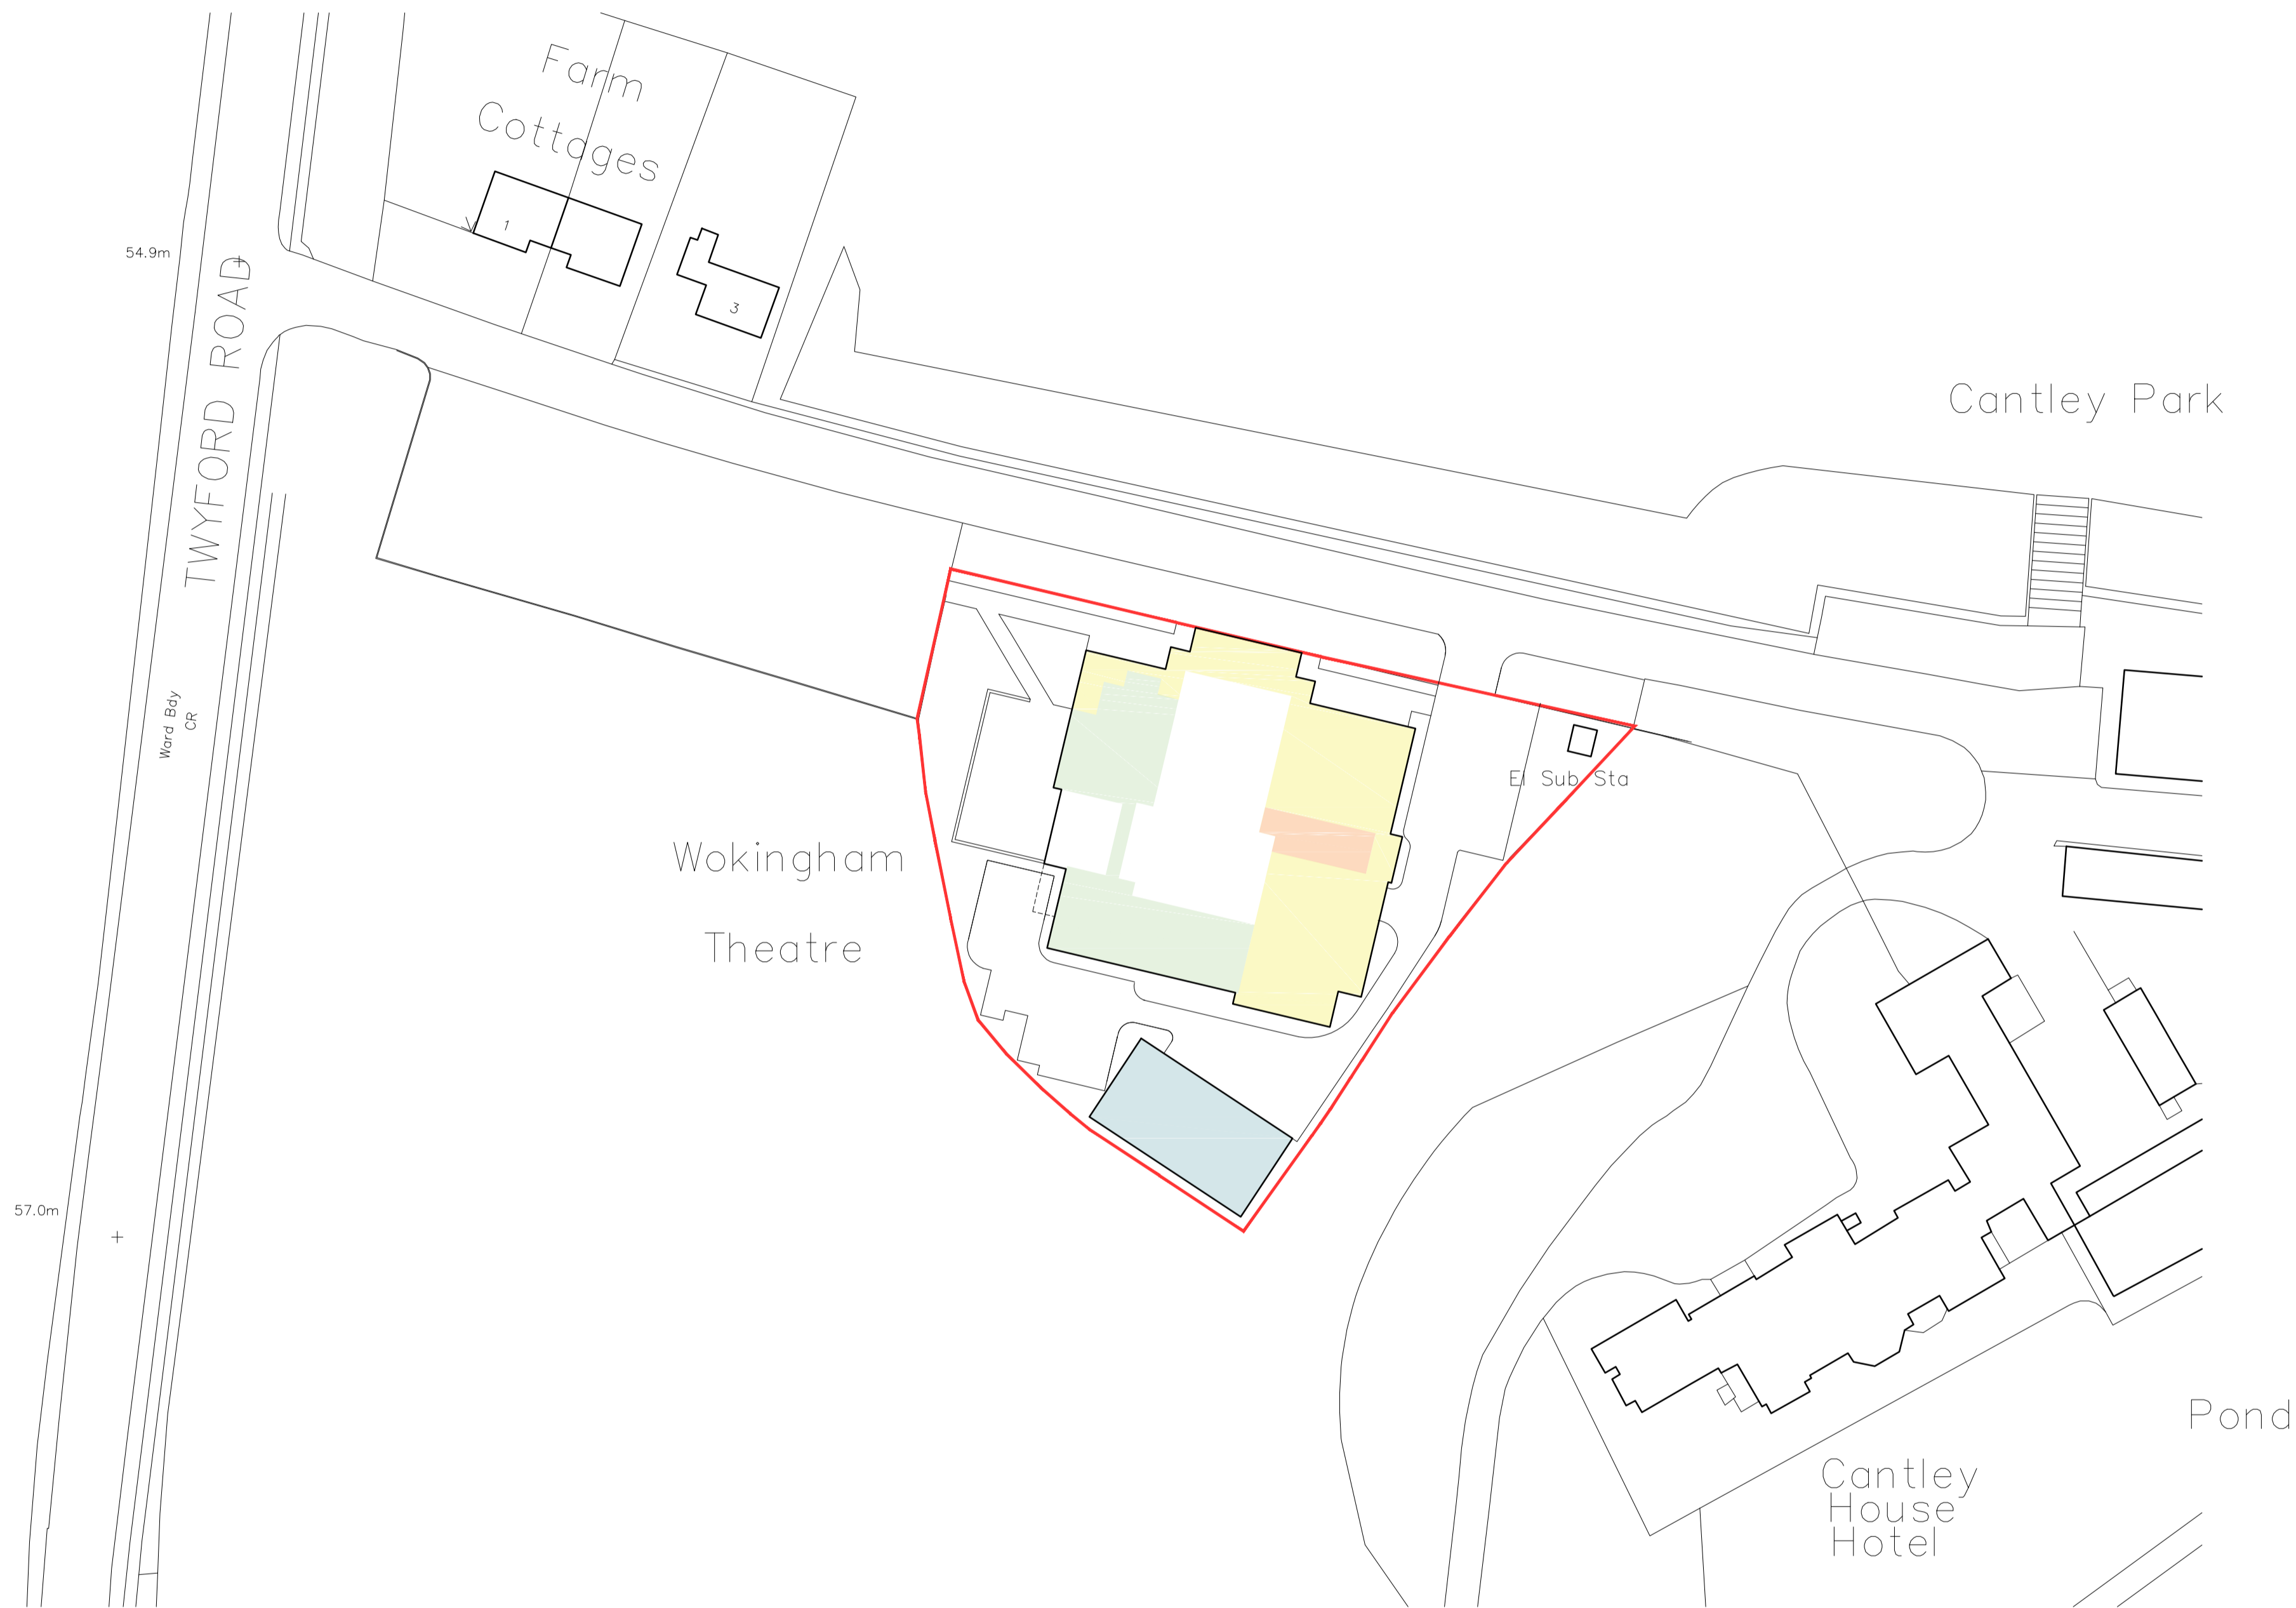 Farm
Cottages
1
3
54.9m
TWYFORD ROAD
Cantley Park
Ward Bdy
CR
El Sub Sta
Wokingham
Theatre
57.0m
Pond
Cantley
House
Hotel